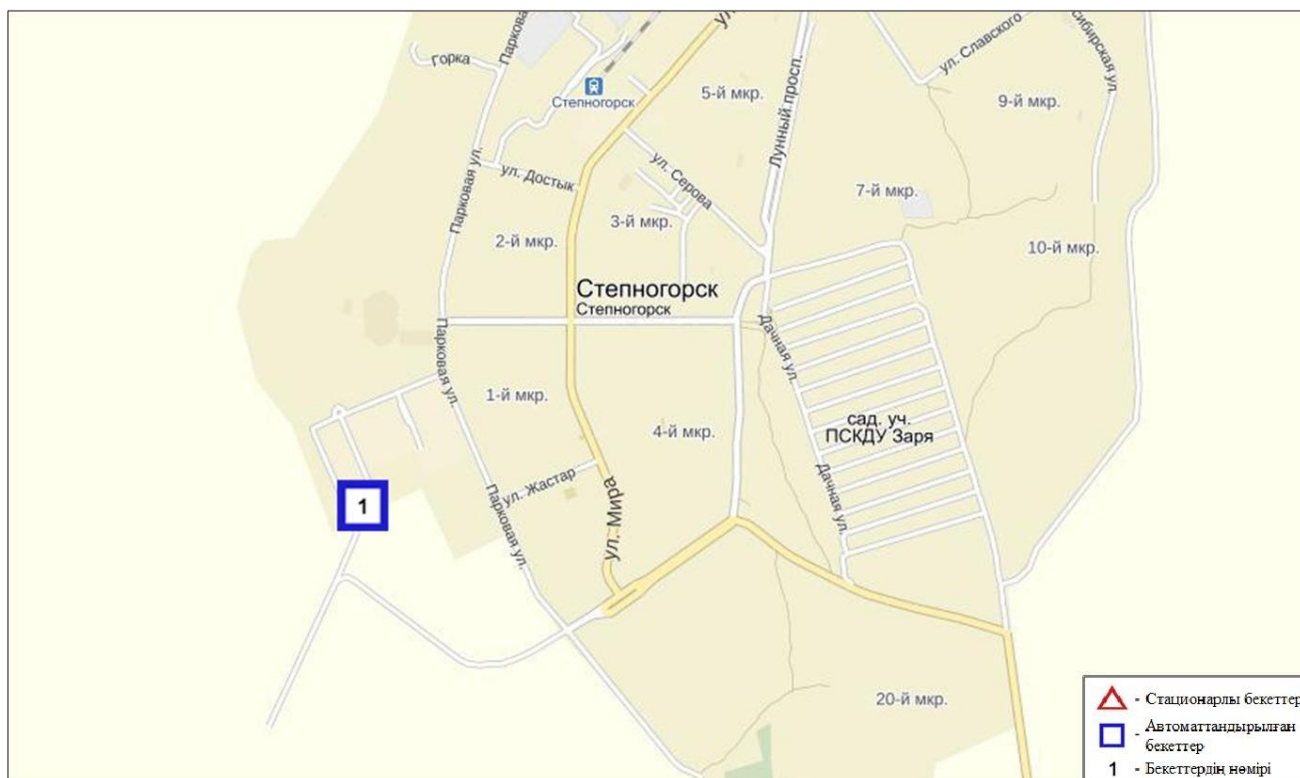 ул.
Парковая
ул. Славского
сибирская ул.
Горка
Лунный просп.
5-й мкр.
Степногорск
9-й мкр.
Парковая ул.
ул. Достык
ул. Серова
7-й мкр.
3-й мкр.
2-й мкр.
10-й мкр.
Степногорск
Степногорск
Дачная ул.
Парковая ул.
1-й мкр.
4-й мкр.
сад. уч.
ПСКДУ Заря
ул. Жастар
ул. Мира
Дачная ул.
Парковая ул.
1
20-й мкр.
- Стационарлы бекеттер
- Автоматтандырылған
бекеттер
1 - Бекеттердің нөмірі